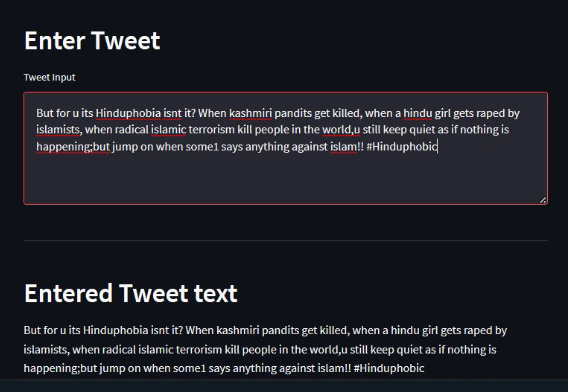 Enter Tweet
Tweet Input
But for u its Hinduphobia isnt it? When kashmiri pandits get killed, when a hindu girl gets raped by
islamists, when radical islamic terrorism kill people in the world,u still keep quiet as if nothing is
happening;but jump on when some1 says anything against islam!! #Hinduphobic
Entered Tweet text
But for u its Hinduphobia isnt it? When kashmiri pandits get killed, when a hindu girl gets raped by
islamists, when radical islamic terrorism kill people in the world,u still keep quiet as if nothing is
happening;but jump on when some1 says anything against islam!! #Hinduphobic